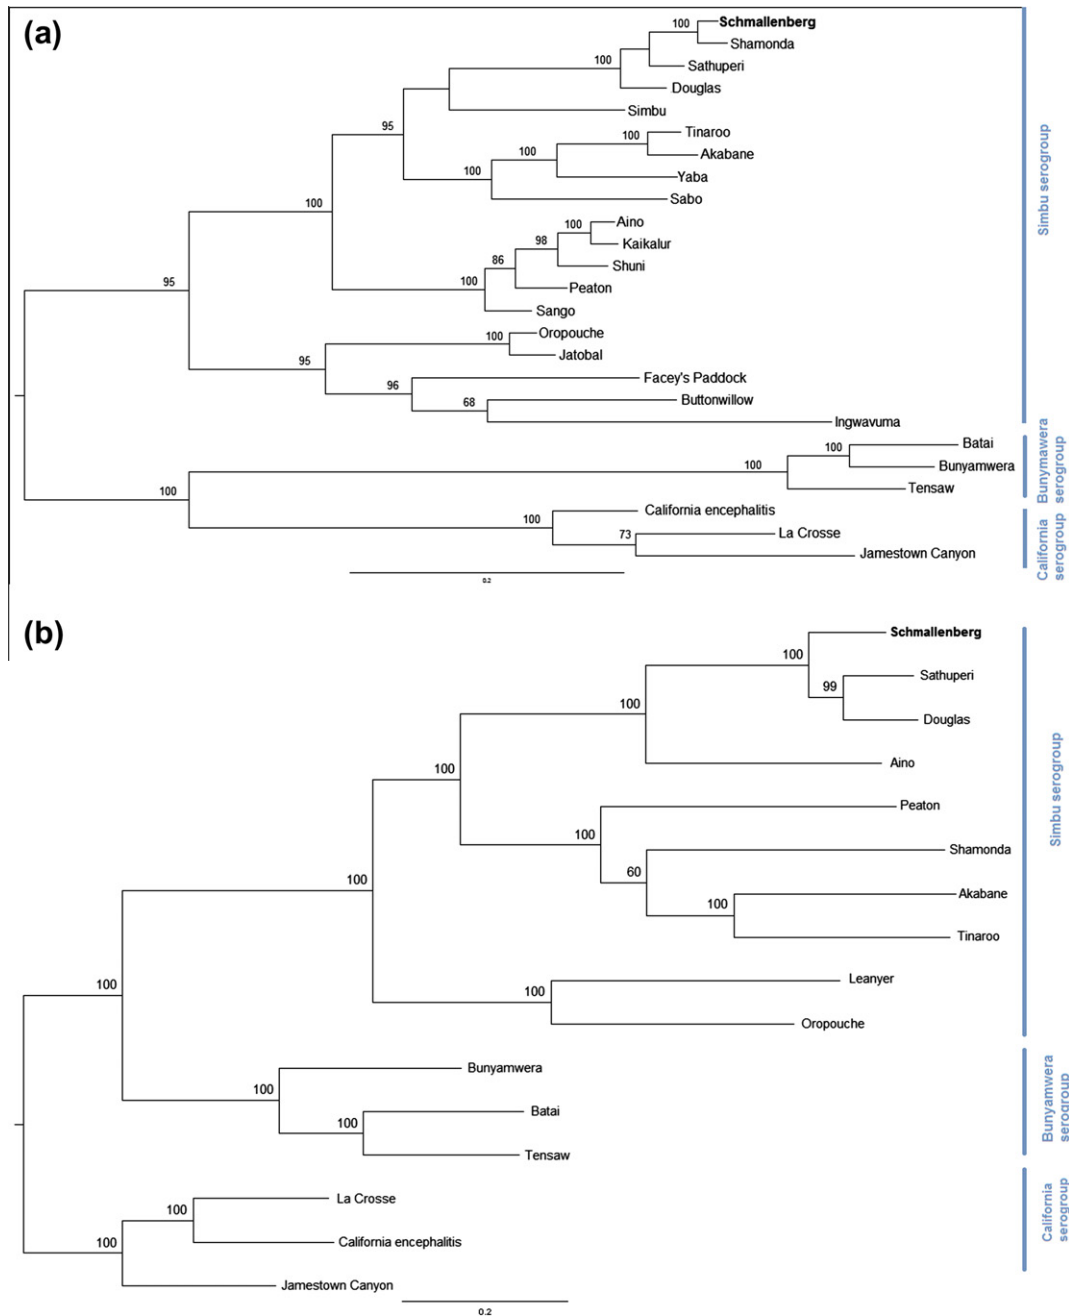 (a)
100
Schmallenberg
Shamonda
100
Sathuperi
Douglas
Simbu
95
100
Tinaroo
100
Akabane
100
Yaba
Sabo
100
100
Aino
98
Kaikalur
86
Shuni
100
Peaton
Sango
95
100
Oropouche
95
Jatobal
96
Facey's Paddock
68
Buttonwillow
Ingwavuma
100
Batai
100
Bunyamwera
100
Tensaw
100
California encephalitis
73
La Crosse
Jamestown Canyon
0.2
Simbu serogroup
Bunymawera
serogroup
California
serogroup
(b)
Schmallenberg
100
99
Sathuperi
100
Douglas
Aino
100
Peaton
100
Shamonda
60
100
Akabane
100
Tinaroo
100
Leanyer
100
Oropouche
Bunyamwera
100
100
Batai
Tensaw
La Crosse
100
100
California encephalitis
Jamestown Canyon
0.2
Simbu serogroup
Bunyamwera
serogroup
California
serogroup